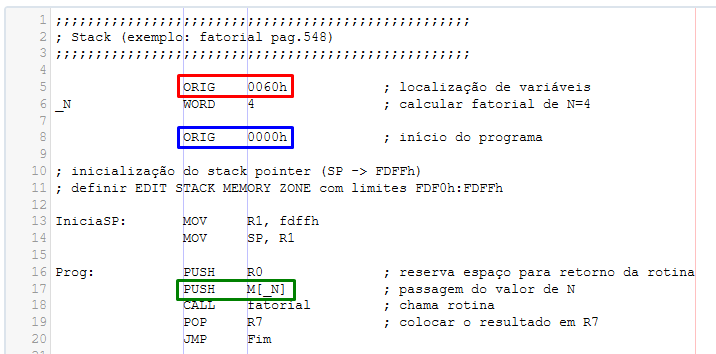 1 ;;;;;;;;;;;;;;;;;;;;;;;;;;;;;;;;;;;;;;;;;;;;;;;;;;;;
2 ; Stack (exemplo: fatorial pag.548)
3 ;;;;;;;;;;;;;;;;;;;;;;;;;;;;;;;;;;;;;;;;;;;;;;;;;;;;
4
5 ORIG 0060h ; localização de variáveis
6 _N WORD 4 ; calcular fatorial de N=4
7
8 ORIG 0000h ; início do programa
9
10 ; inicialização do stack pointer (SP -> FDFFh)
11 ; definir EDIT STACK MEMORY ZONE com limites FDF0h:FDFFh
12
13 IniciaSP: MOV R1, fdffh
14 MOV SP, R1
15
16 Prog: PUSH R0 ; reserva espaço para retorno da rotina
17 PUSH M[_N] ; passagem do valor de N
18 CALL fatorial ; chama rotina
19 POP R7 ; colocar o resultado em R7
20 JMP Fim